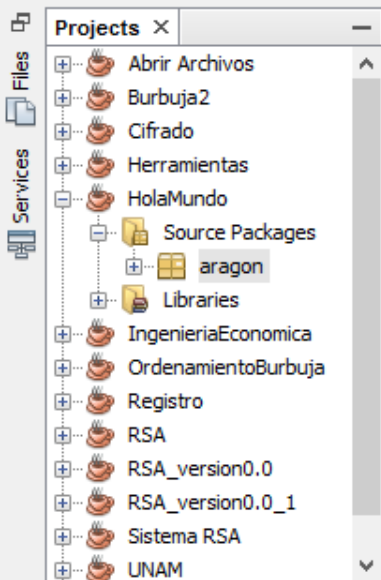 Projects
Files
Services
Abrir Archivos
Burbuja2
Cifrado
Herramientas
HolaMundo
Source Packages
aragon
Libraries
IngenieriaEconomica
OrdenamientoBurbuja
Registro
RSA
RSA_version0.0
RSA_version0.0_1
Sistema RSA
UNAM